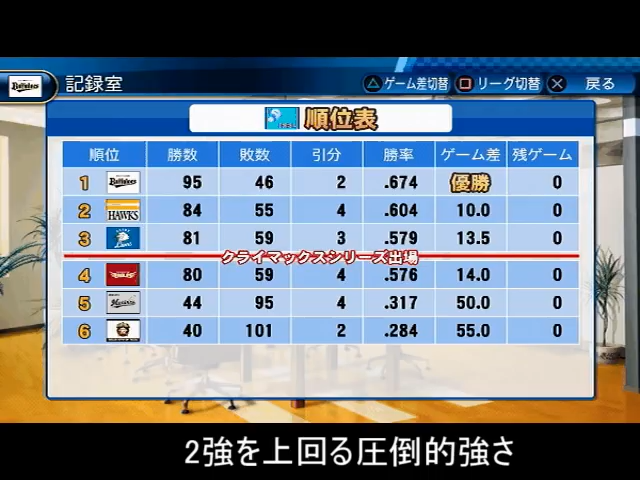 Buffaloes 記録室 △ゲーム差切替 □リーグ切替 × 戻る
順位表
順位 勝数 敗数 引分 勝率 ゲーム差 残ゲーム
1 Buffaloes 95 46 2 .674 優勝 0
2 HAWKS 84 55 4 .604 10.0 0
3 Lions 81 59 3 .579 13.5 0
クライマックスシリーズ出場
4 EAGLES 80 59 4 .576 14.0 0
5 Marines 44 95 4 .317 50.0 0
6 40 101 2 .284 55.0 0
2強を上回る圧倒的強さ